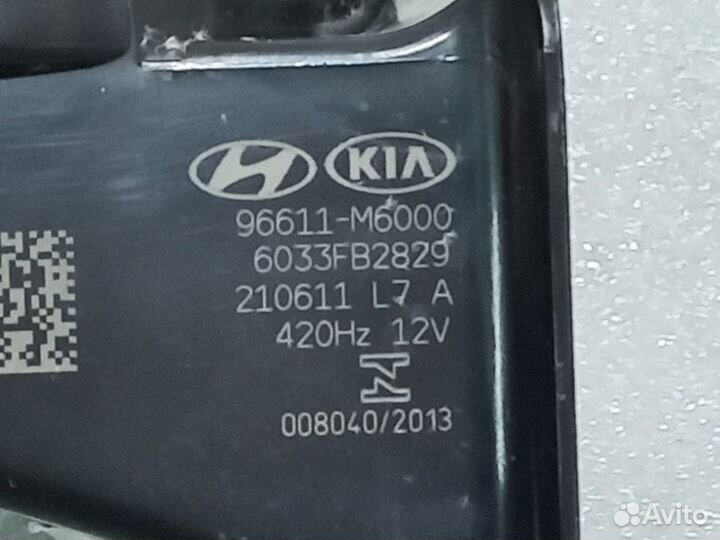 KIA
96611-M6000
6033FB2829
210611 L7 A
420Hz 12V
008040/2013
Avito